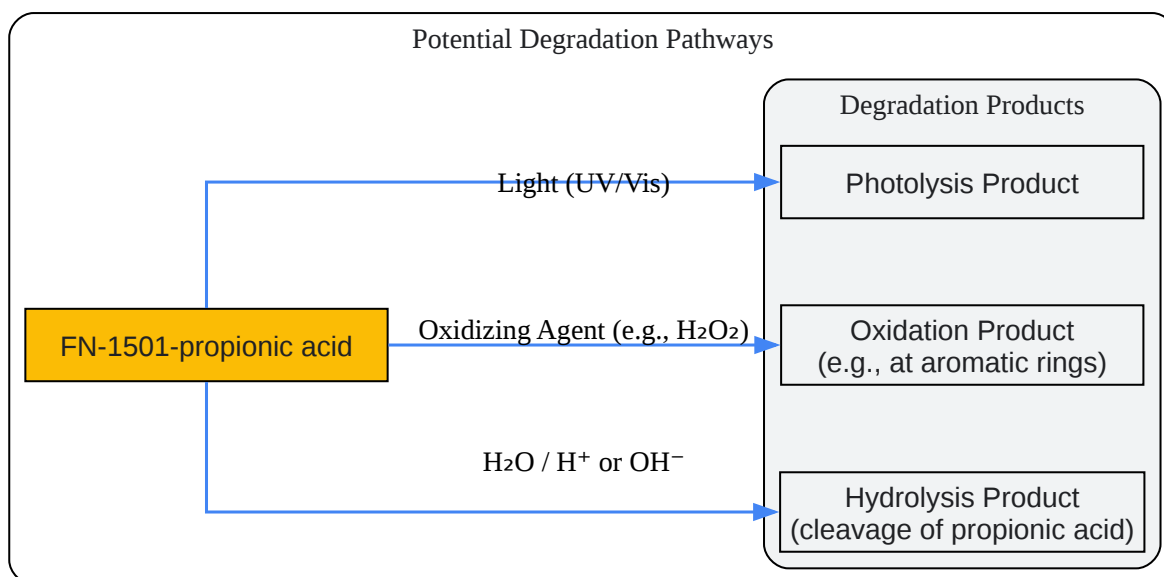 Potential Degradation Pathways
Degradation Products
Light (UV/Vis)
Photolysis Product
FN-1501-propionic acid
Oxidizing Agent (e.g., H₂O₂)
Oxidation Product
(e.g., at aromatic rings)
H₂O / H⁺ or OH⁻
Hydrolysis Product
(cleavage of propionic acid)